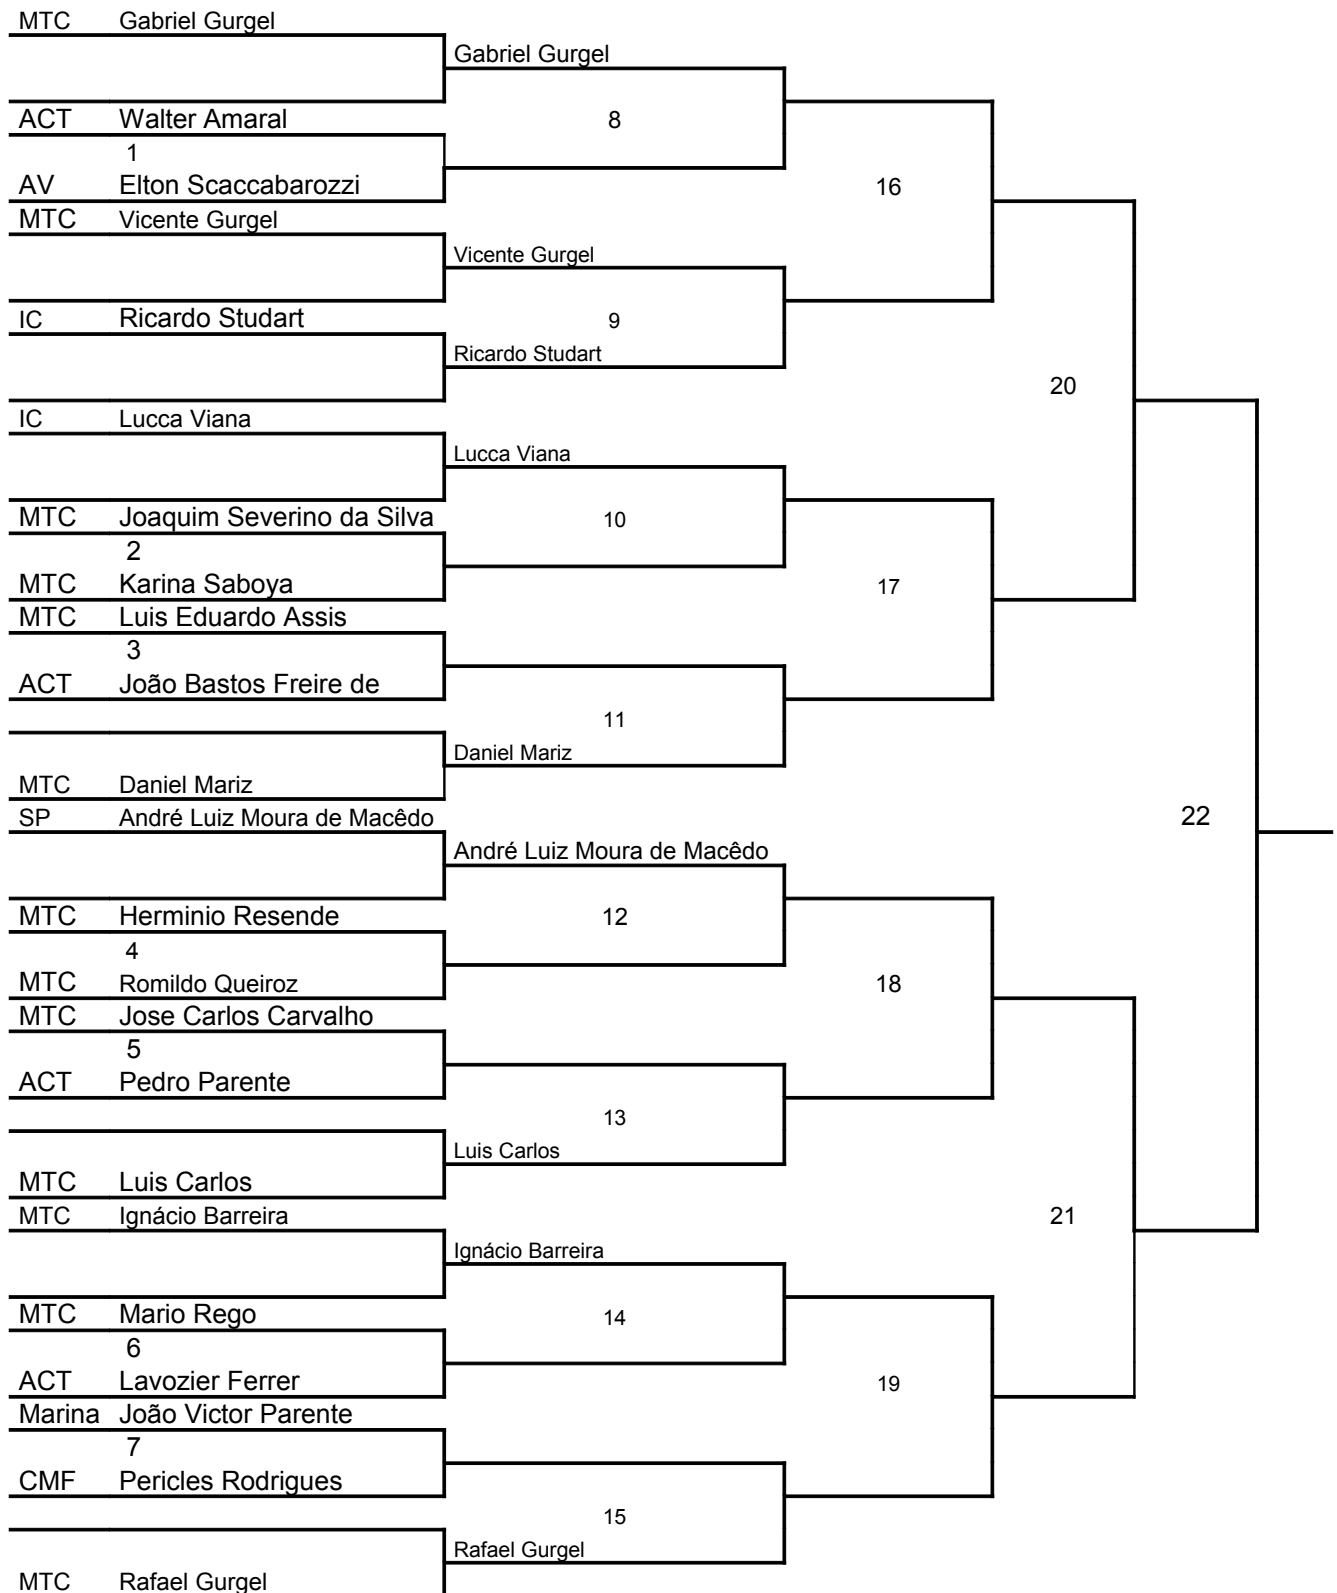 MTC Gabriel Gurgel
Gabriel Gurgel
ACT Walter Amaral
8
1
AV Elton Scaccabarozzi
16
MTC Vicente Gurgel
Vicente Gurgel
IC Ricardo Studart
9
Ricardo Studart
20
IC Lucca Viana
Lucca Viana
MTC Joaquim Severino da Silva
10
2
MTC Karina Saboya
17
MTC Luis Eduardo Assis
3
ACT João Bastos Freire de
11
Daniel Mariz
MTC Daniel Mariz
SP André Luiz Moura de Macêdo
22
André Luiz Moura de Macêdo
MTC Herminio Resende
12
4
MTC Romildo Queiroz
18
MTC Jose Carlos Carvalho
5
ACT Pedro Parente
13
Luis Carlos
MTC Luis Carlos
MTC Ignácio Barreira
21
Ignácio Barreira
MTC Mario Rego
14
6
ACT Lavozier Ferrer
19
Marina João Victor Parente
7
CMF Pericles Rodrigues
15
Rafael Gurgel
MTC Rafael Gurgel